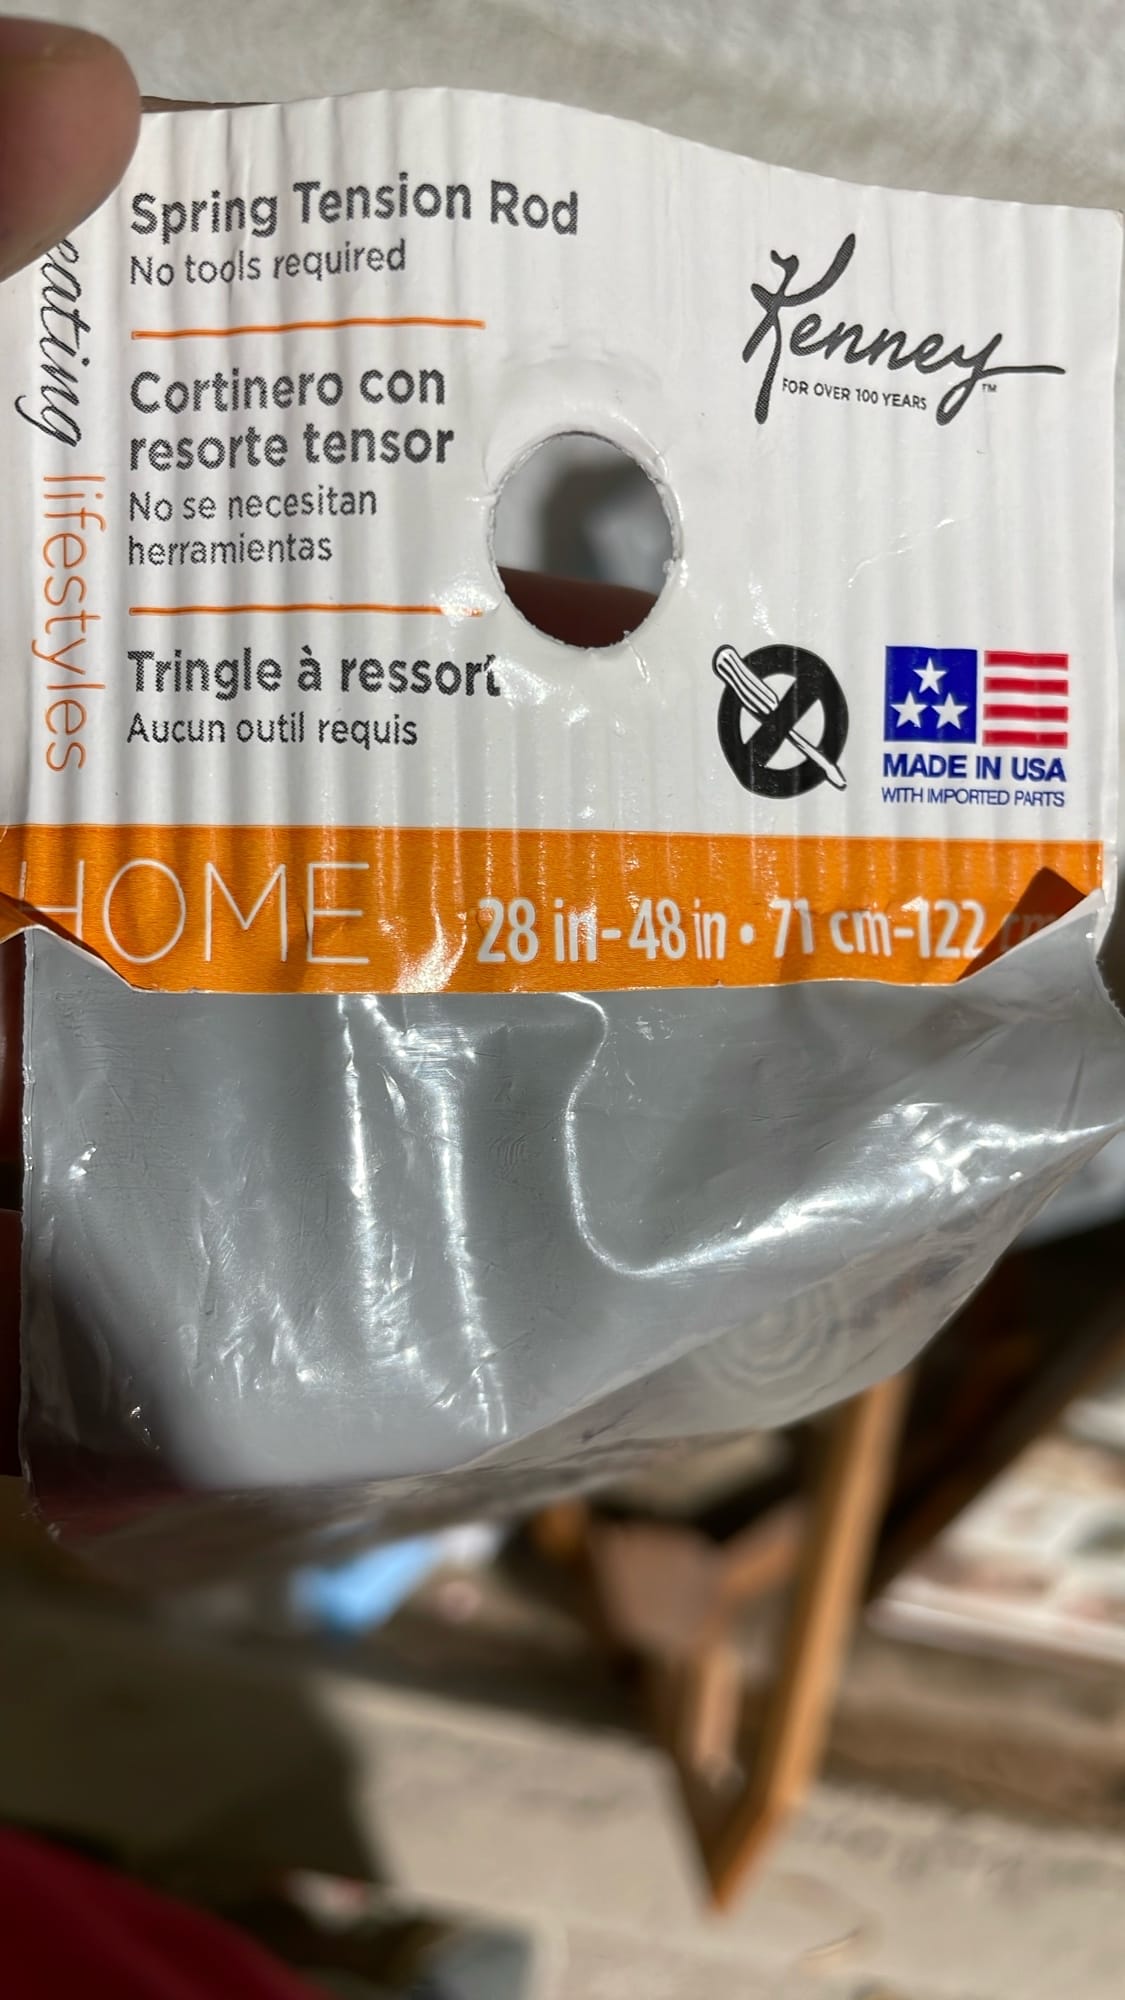 Spring Tension Rod
No tools required
Cortinero con
resorte tensor
No se necesitan
herramientas
Tringle à ressort
Aucun outil requis
lifestyles
Kenney
FOR OVER 100 YEARS
TM
MADE IN USA
WITH IMPORTED PARTS
HOME
28 in-48 in • 71 cm-122 cm